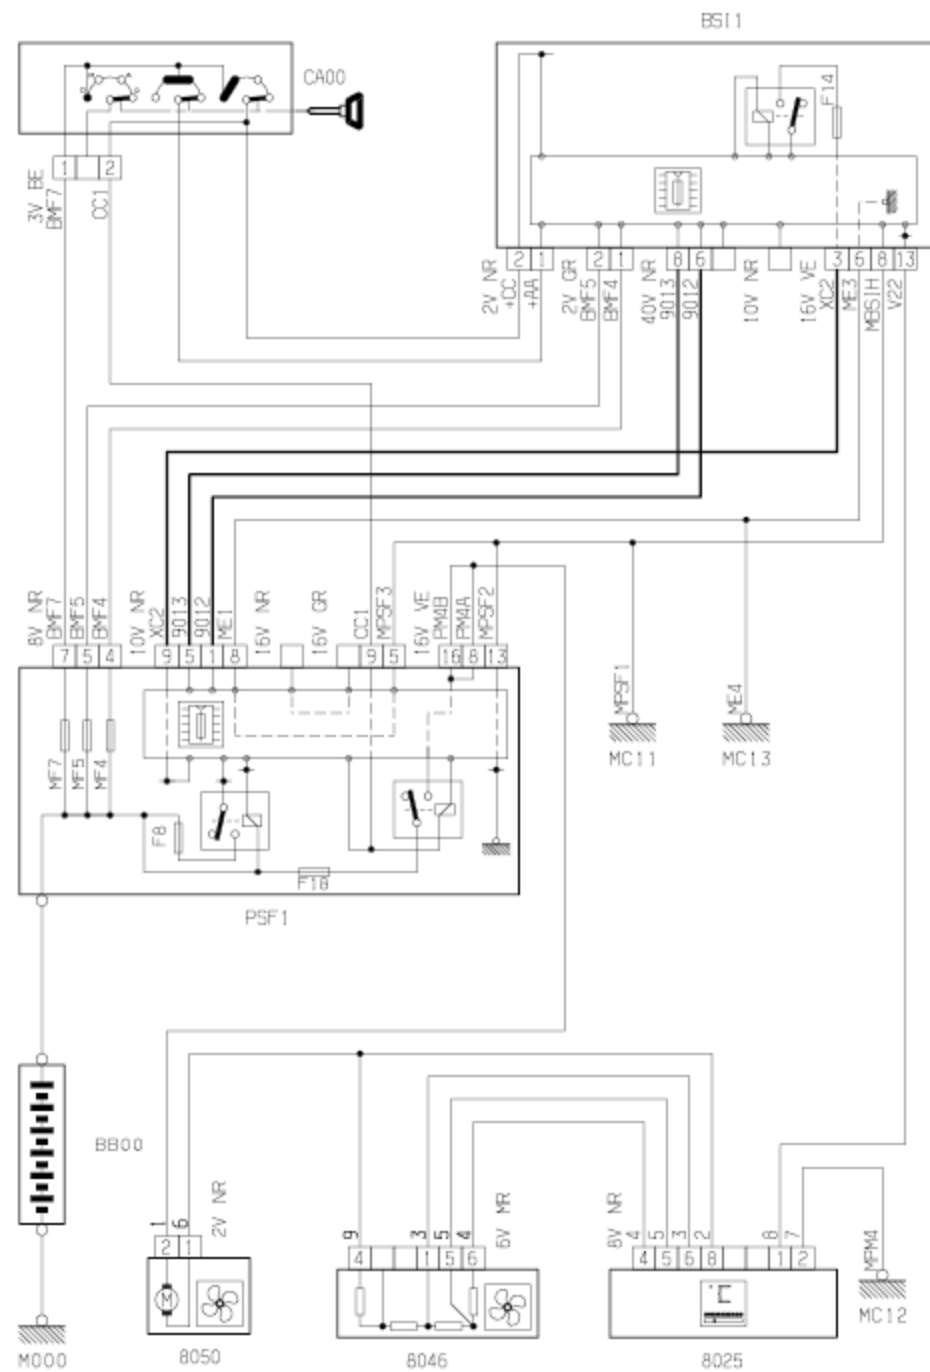 BSI1
CA00
F14
1 2
3V BE
BMF7
CC1
2 1 2 1 8 6 3 6 8 13
2V NR
+CC
+AA
2V GR
BMF5
BMF4
40V NR
9013
9012
10V NR
16V VE
XC2
ME3
MBSIH
V22
8V NR
BMF7
BMF5
BMF4
10V NR
XC2
9013
9012
ME1
16V NR
16V GR
CC1
MPSF3
16V VE
PM4B
PM4A
MPSF2
7 5 4 9 5 1 8 9 5 16 8 13
MPSF1
ME4
MC11
MC13
MF7
MF5
MF4
F8
F18
PSF1
BB00
M000
1
6
2V NR
2 1
M
8050
9
3
5
4
6V MR
4 1 5 6
8046
8V NR
4
5
3
2
8
7
4 5 6 8 1 2
8025
MPM4
MC12